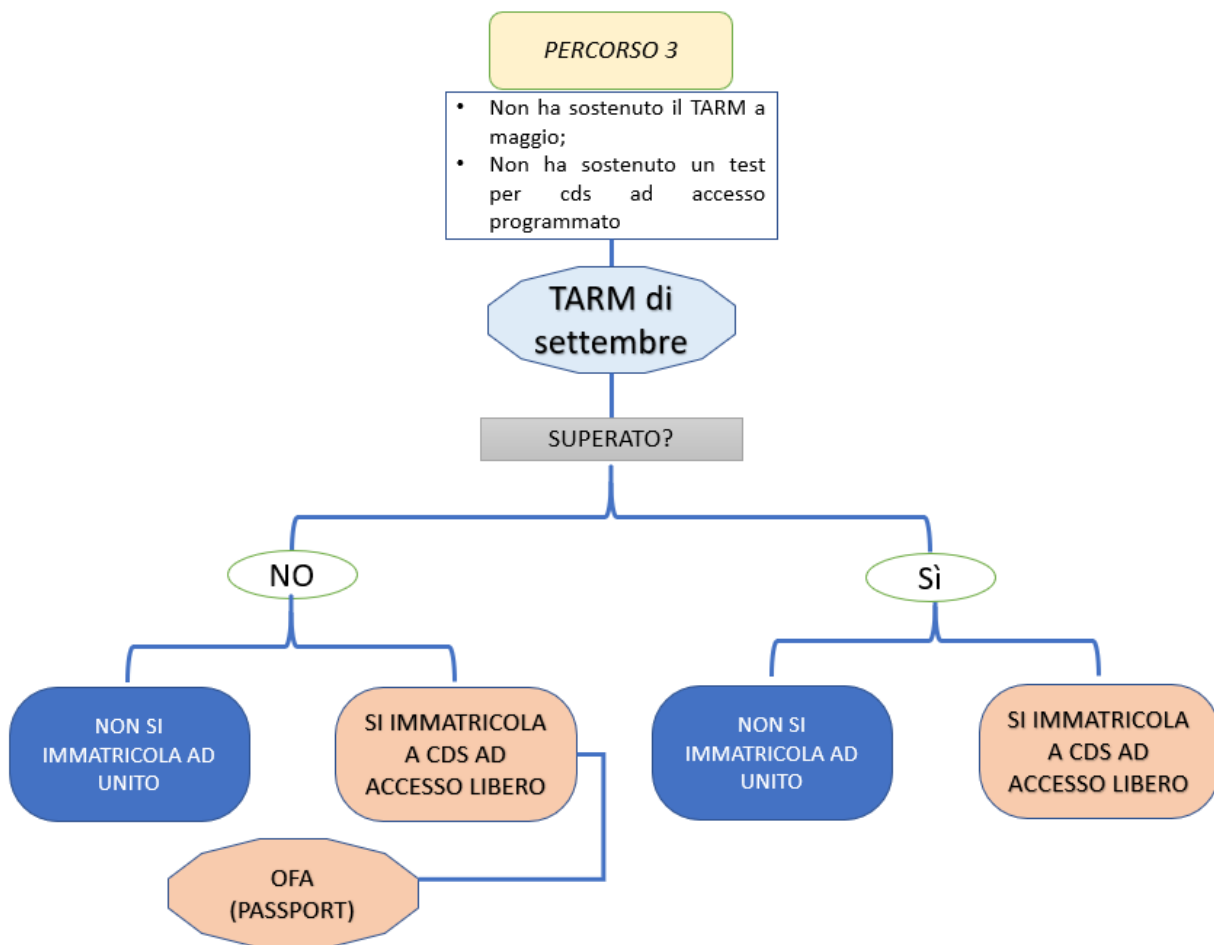 PERCORSO 3
• Non ha sostenuto il TARM a
maggio;
• Non ha sostenuto un test
per cds ad accesso
programmato
TARM di
settembre
SUPERATO?
NO
Sì
NON SI
IMMATRICOLA AD
UNITO
SI IMMATRICOLA
A CDS AD
ACCESSO LIBERO
NON SI
IMMATRICOLA AD
UNITO
SI IMMATRICOLA
A CDS AD
ACCESSO LIBERO
OFA
(PASSPORT)